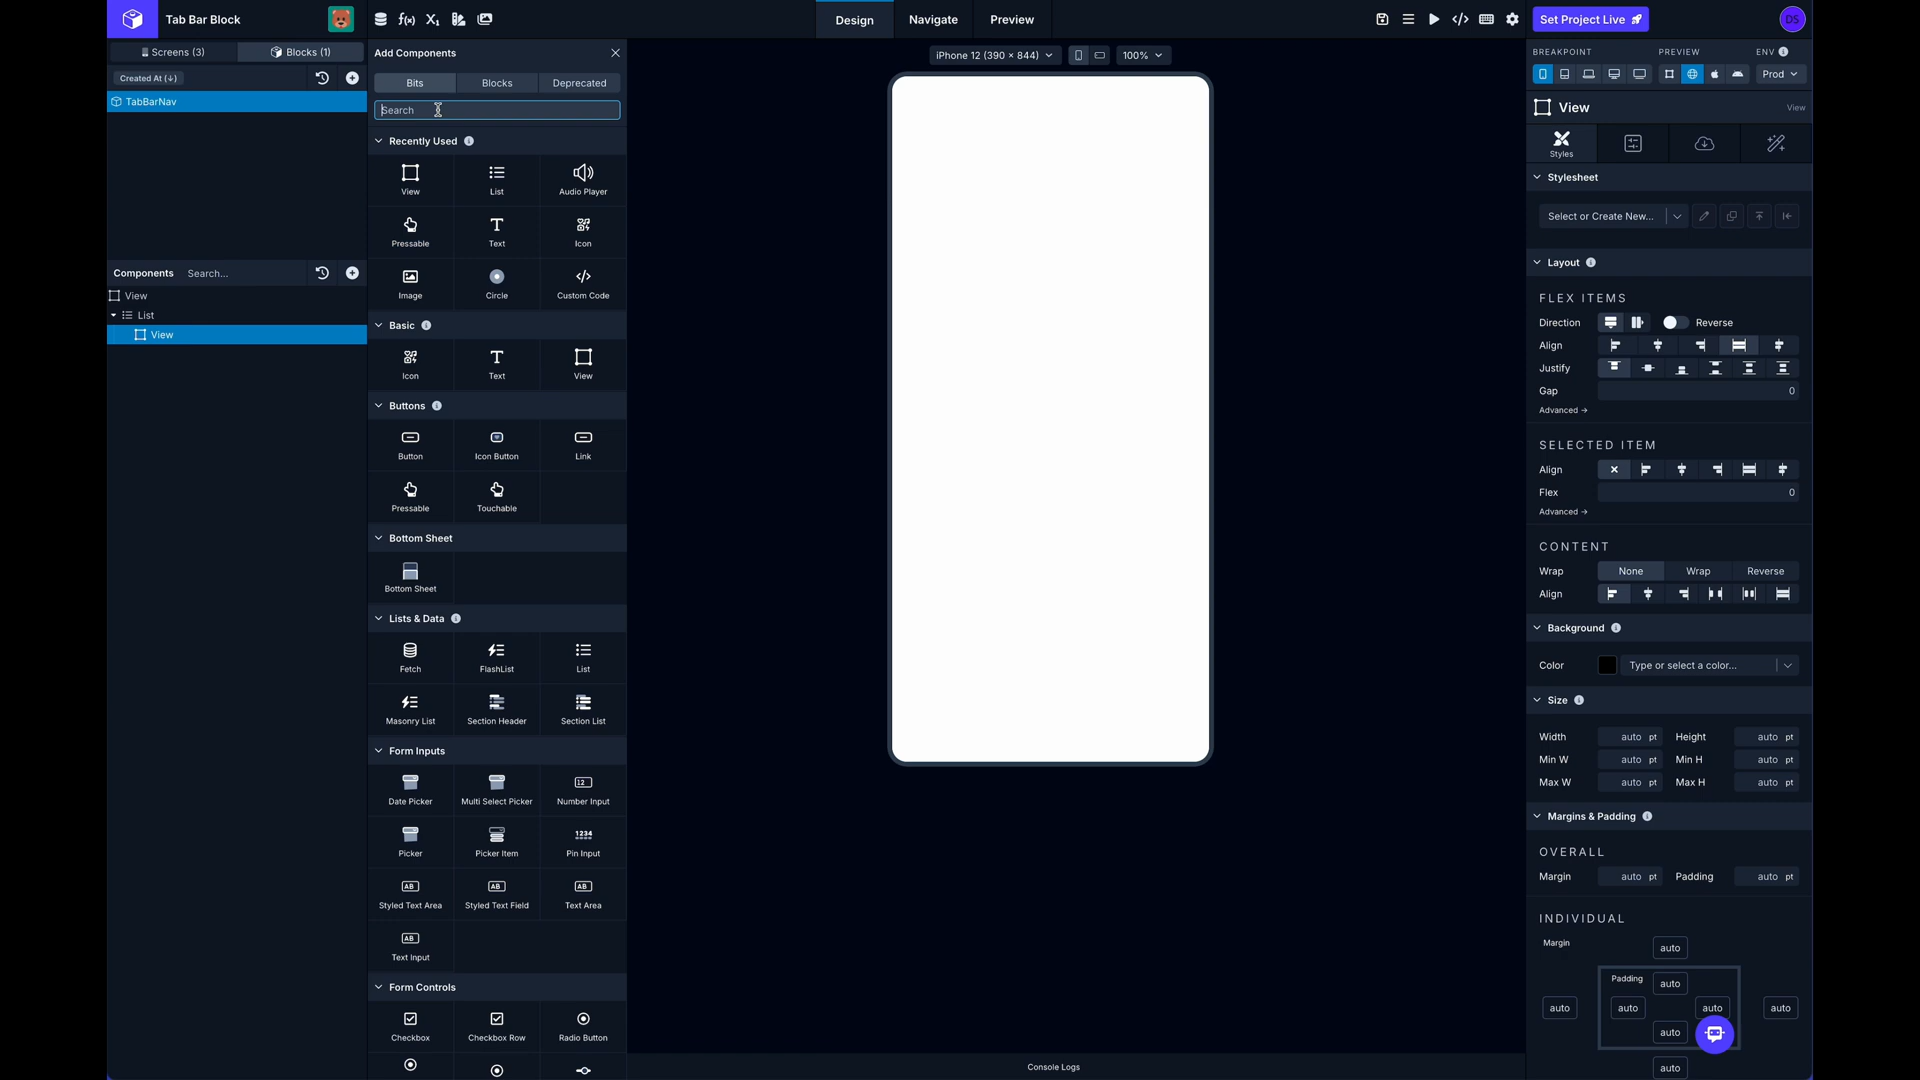 Tab Bar Block
f(x)
X₁
Design
Navigate
Preview
Set Project Live
DS
Screens (3)
Blocks (1)
Created At (↓)
TabBarNav
Components
Search...
View
List
View
Add Components
Bits
Blocks
Deprecated
Search
Recently Used
View
List
Audio Player
Pressable
Text
Icon
Image
Circle
Custom Code
Basic
Icon
Text
View
Buttons
Button
Icon Button
Link
Pressable
Touchable
Bottom Sheet
Bottom Sheet
Lists & Data
Fetch
FlashList
List
Masonry List
Section Header
Section List
Form Inputs
Date Picker
Multi Select Picker
12
Number Input
Picker
Picker Item
1234
Pin Input
AB
Styled Text Area
AB
Styled Text Field
AB
Text Area
AB
Text Input
Form Controls
Checkbox
Checkbox Row
Radio Button
iPhone 12 (390 × 844)
100%
Console Logs
BREAKPOINT
PREVIEW
ENV
Prod
View
View
Styles
Stylesheet
Select or Create New...
Layout
FLEX ITEMS
Direction
Reverse
Align
Justify
Gap
0
Advanced →
SELECTED ITEM
Align
Flex
0
Advanced →
CONTENT
Wrap
None
Wrap
Reverse
Align
Background
Color
Type or select a color...
Size
Width
auto pt
Height
auto pt
Min W
auto pt
Min H
auto pt
Max W
auto pt
Max H
auto pt
Margins & Padding
OVERALL
Margin
auto pt
Padding
auto pt
INDIVIDUAL
Margin
auto
Padding
auto
auto
auto
auto
auto
auto
auto